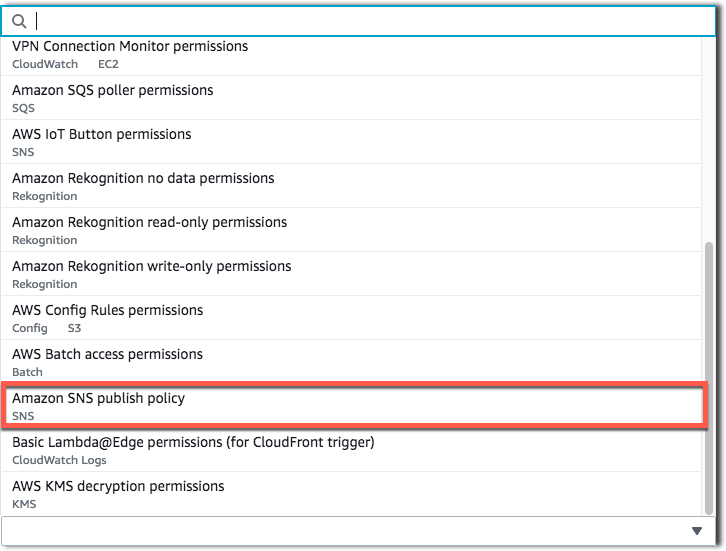 VPN Connection Monitor permissions
CloudWatch EC2
Amazon SQS poller permissions
SQS
AWS IoT Button permissions
SNS
Amazon Rekognition no data permissions
Rekognition
Amazon Rekognition read-only permissions
Rekognition
Amazon Rekognition write-only permissions
Rekognition
AWS Config Rules permissions
Config S3
AWS Batch access permissions
Batch
Amazon SNS publish policy
SNS
Basic Lambda@Edge permissions (for CloudFront trigger)
CloudWatch Logs
AWS KMS decryption permissions
KMS